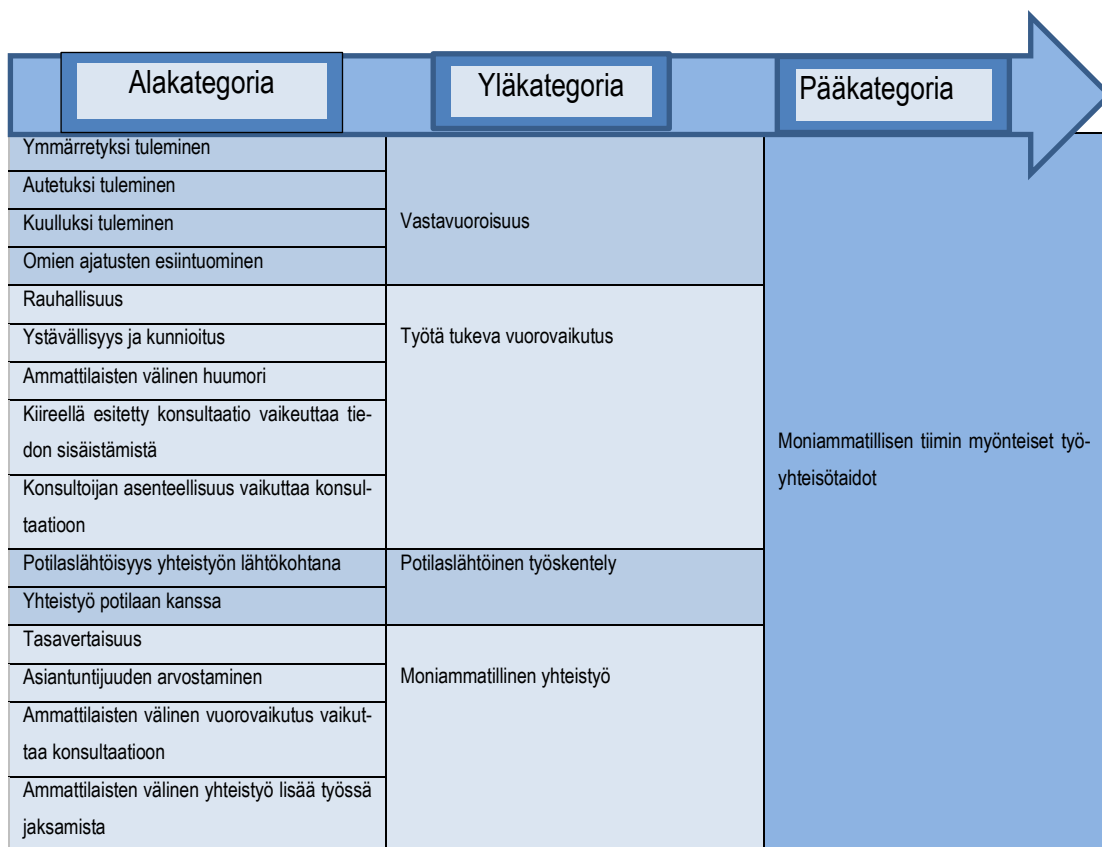 Alakategoria
Yläkategoria
Pääkategoria
Ymmärretyksi tuleminen
Autetuksi tuleminen
Kuulluksi tuleminen
Omien ajatusten esiintuominen
Vastavuoroisuus
Rauhallisuus
Ystävällisyys ja kunnioitus
Ammattilaisten välinen huumori
Kiireellä esitetty konsultaatio vaikeuttaa tie-
don sisäistämistä
Konsultoijan asenteellisuus vaikuttaa konsul-
taatioon
Työtä tukeva vuorovaikutus
Potilaslähtöisyys yhteistyön lähtökohtana
Yhteistyö potilaan kanssa
Potilaslähtöinen työskentely
Tasavertaisuus
Asiantuntijuuden arvostaminen
Ammattilaisten välinen vuorovaikutus vaikut-
taa konsultaatioon
Ammattilaisten välinen yhteistyö lisää työssä
jaksamista
Moniammatillinen yhteistyö
Moniammatillisen tiimin myönteiset työ-
yhteisötaidot